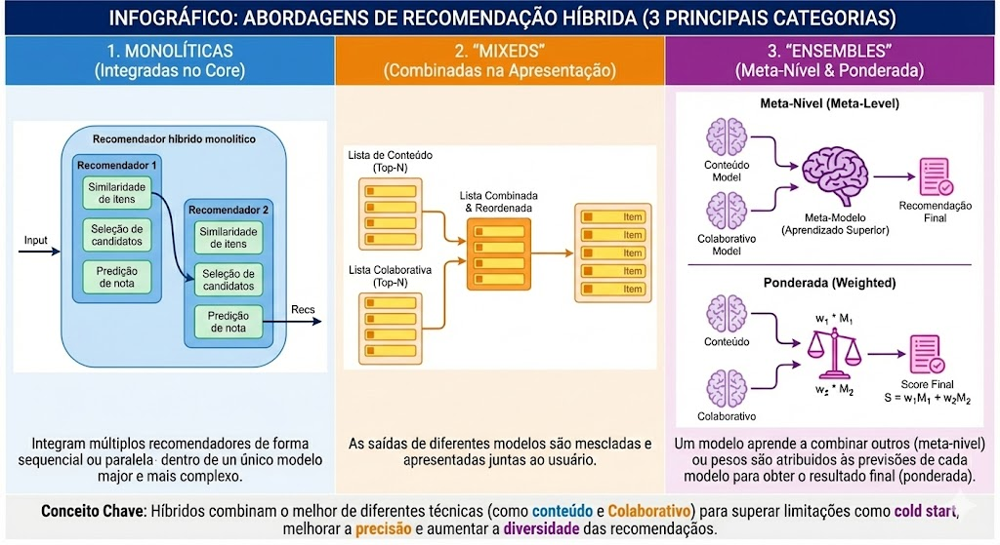 INFOGRÁFICO: ABORDAGENS DE RECOMENDAÇÃO HÍBRIDA (3 PRINCIPAIS CATEGORIAS)
1. MONOLÍTICAS
(Integradas no Core)
Recomendador híbrido monolítico
Recomendador 1
Similaridade
de itens
Seleção de
candidatos
Predição
de nota
Recomendador 2
Similaridade
de itens
Seleção de
candidatos
Predição
de nota
Input
Recs
Integram múltiplos recomendadores de forma
sequencial ou paralela dentro de un único modelo
major e mais complexo.
2. "MIXEDS"
(Combinadas na Apresentação)
Lista de Conteúdo
(Top-N)
Lista Colaborativa
(Top-N)
Lista Combinada
& Reordenada
Item
Item
Item
Item
Item
As saídas de diferentes modelos são mescladas e
apresentadas juntas ao usuário.
3. "ENSEMBLES"
(Meta-Nível & Ponderada)
Meta-Nível (Meta-Level)
Conteúdo
Model
Colaborativo
Model
Meta-Modelo
(Aprendizado Superior)
Recomendação
Final
Ponderada (Weighted)
Conteúdo
Colaborativo
w₁ * M₁
* M₂
Score Final
S = w₁M₁ + w₂M₂
Um modelo aprende a combinar outros (meta-nivel)
ou pesos são atribuidos às previsões de cada
modelo para obter o resultado final (ponderada).
Conceito Chave: Híbridos combinam o melhor de diferentes técnicas (como conteúdo e Colaborativo) para superar limitações como cold start,
melhorar a precisão e aumentar a diversidade das recomendações.